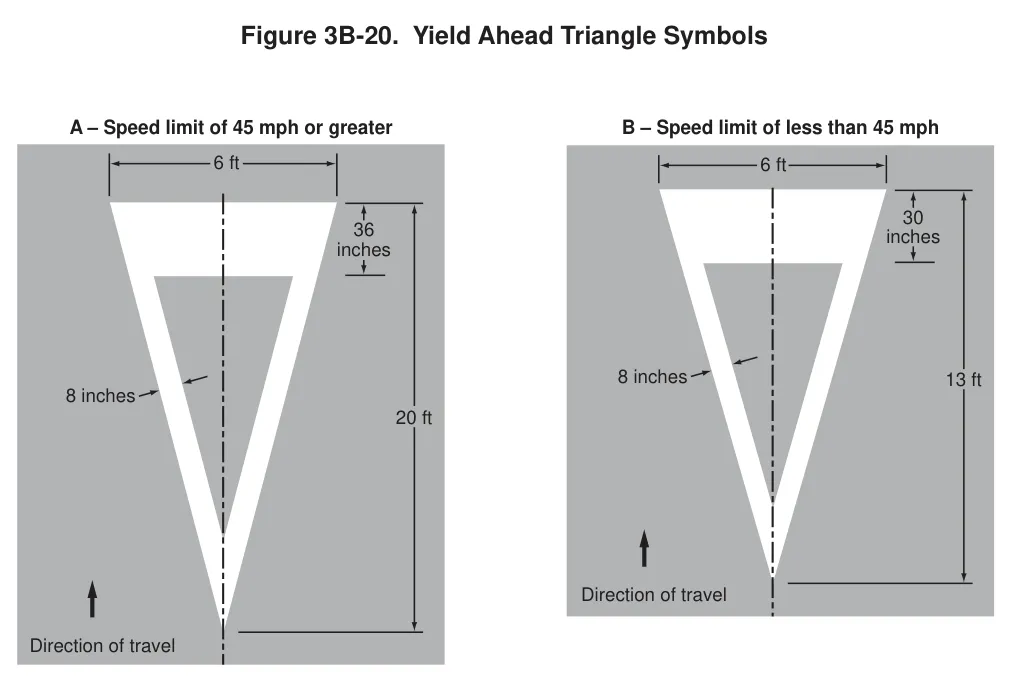 Figure 3B-20. Yield Ahead Triangle Symbols
A – Speed limit of 45 mph or greater
6 ft
36
inches
8 inches
20 ft
Direction of travel
B – Speed limit of less than 45 mph
6 ft
30
inches
8 inches
13 ft
Direction of travel